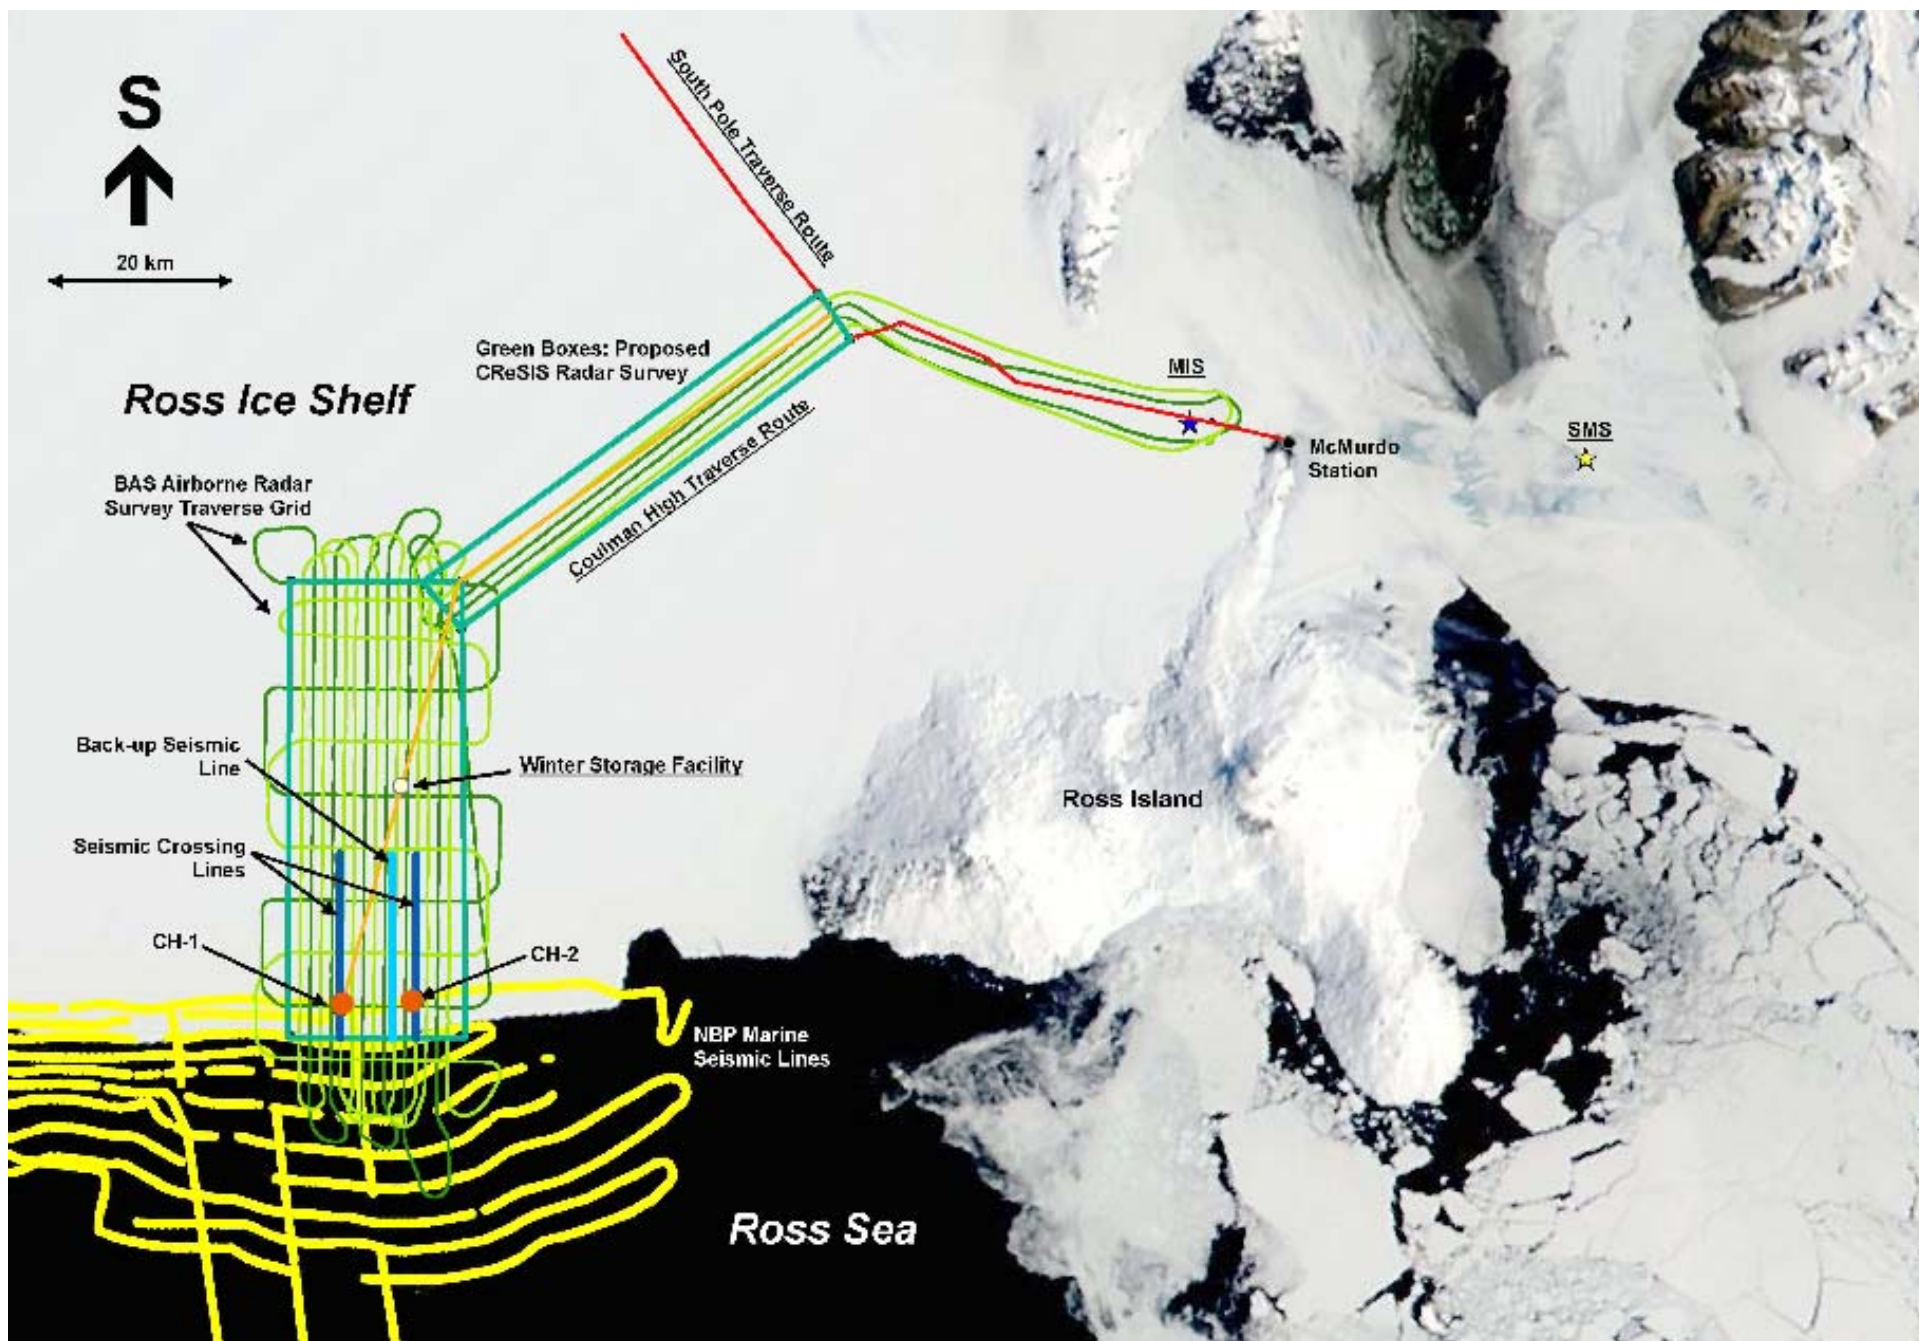 S
20 km
South Pole Traverse Route
Green Boxes: Proposed
CReSIS Radar Survey
Ross Ice Shelf
MIS
McMurdo
Station
SMS
Coulman High Traverse Route
BAS Airborne Radar
Survey Traverse Grid
Back-up Seismic
Line
Winter Storage Facility
Ross Island
Seismic Crossing
Lines
CH-1
CH-2
NBP Marine
Seismic Lines
Ross Sea